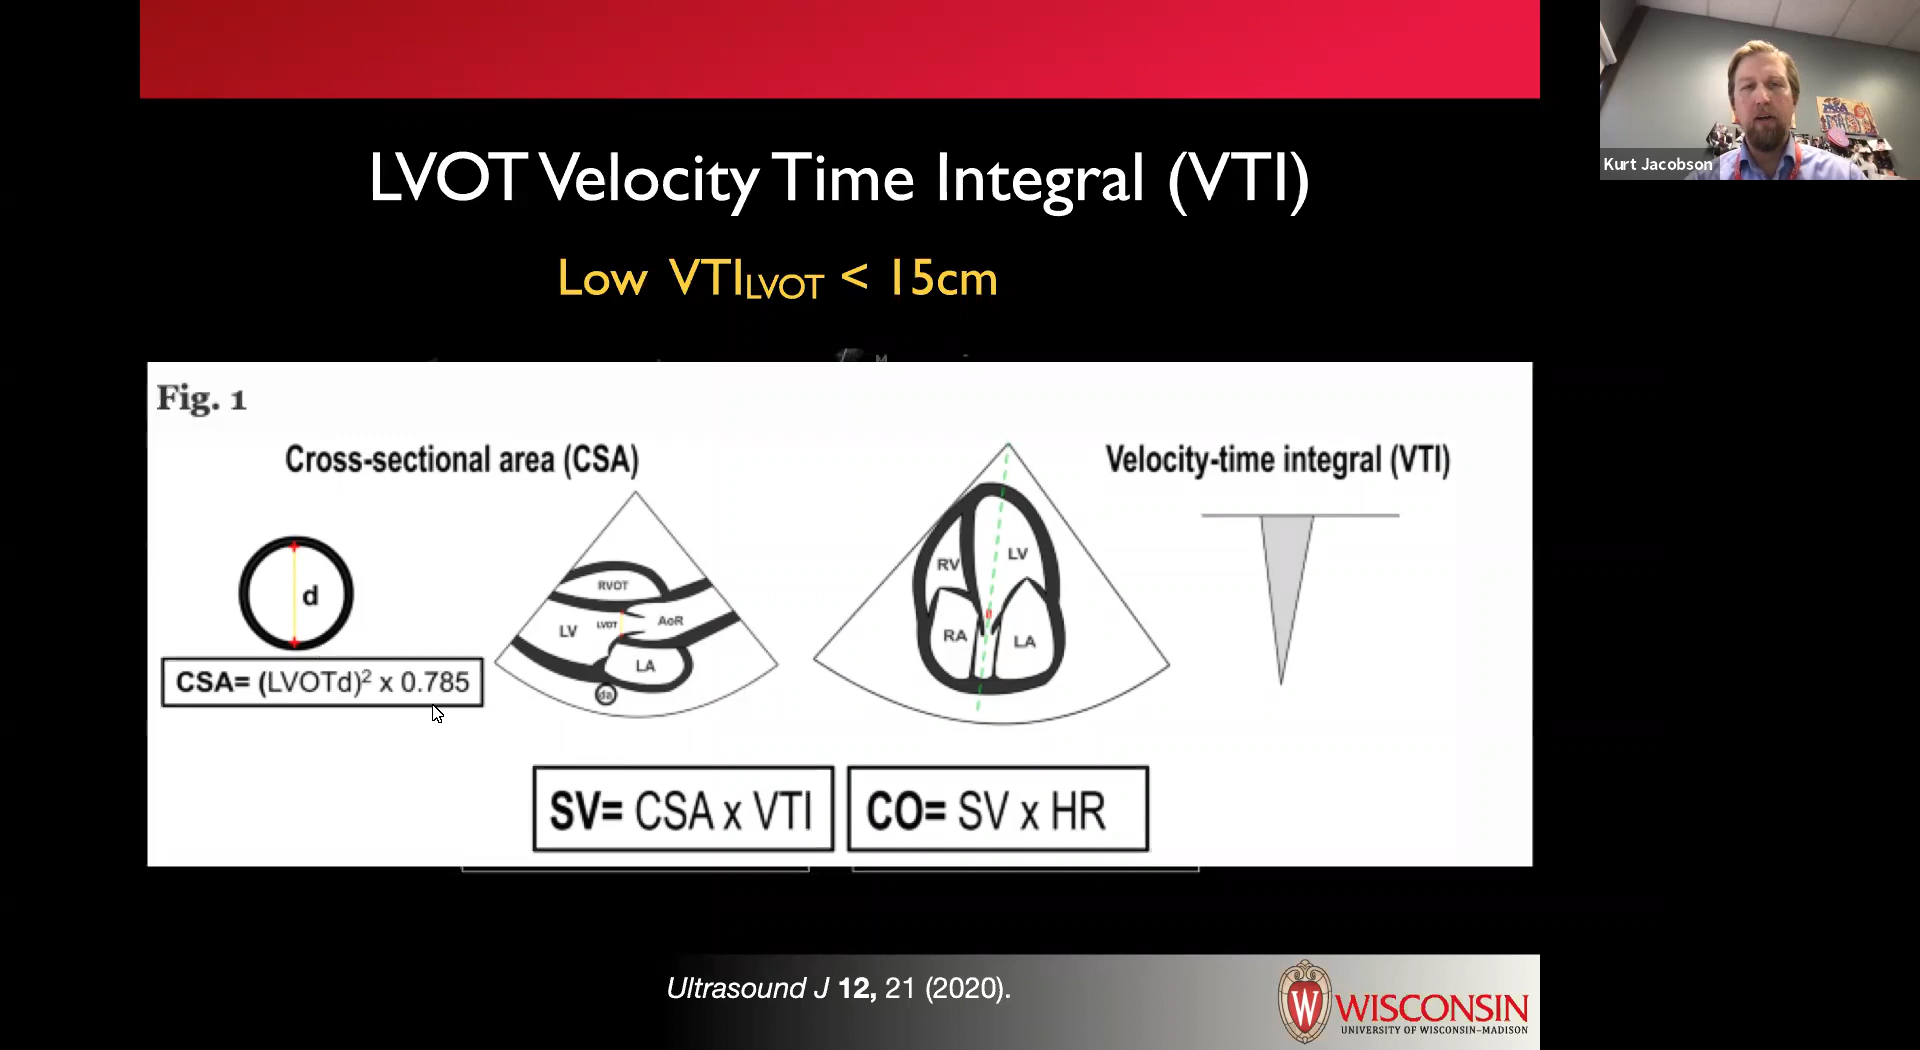 LVOT Velocity Time Integral (VTI)
Low VTILVOT < 15cm
Kurt Jacobson
M
Fig. 1
Cross-sectional area (CSA)
Velocity-time integral (VTI)
d
CSA= (LVOTd)² x 0.785
RVOT
LV
LVOT
AoR
LA
da
RV
LV
RA
LA
SV= CSA x VTI
CO= SV x HR
Ultrasound J 12, 21 (2020).
W
WISCONSIN
UNIVERSITY OF WISCONSIN–MADISON